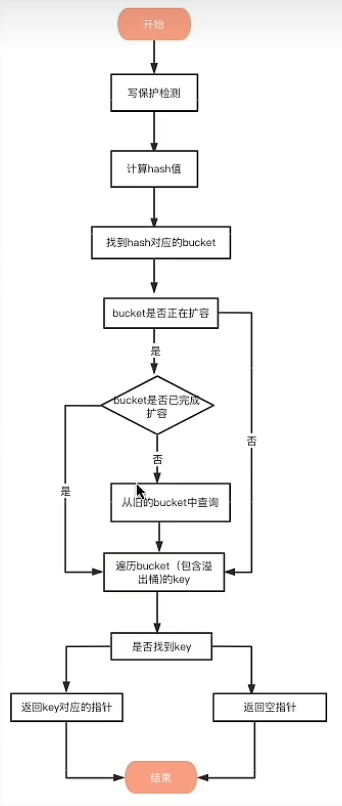 开始
写保护检测
计算hash值
找到hash对应的bucket
bucket是否正在扩容
是
bucket是否已完成
扩容
否
否
是
从旧的bucket中查询
遍历bucket（包含溢
出桶)的key
是否找到key
返回key对应的指针
返回空指针
结束